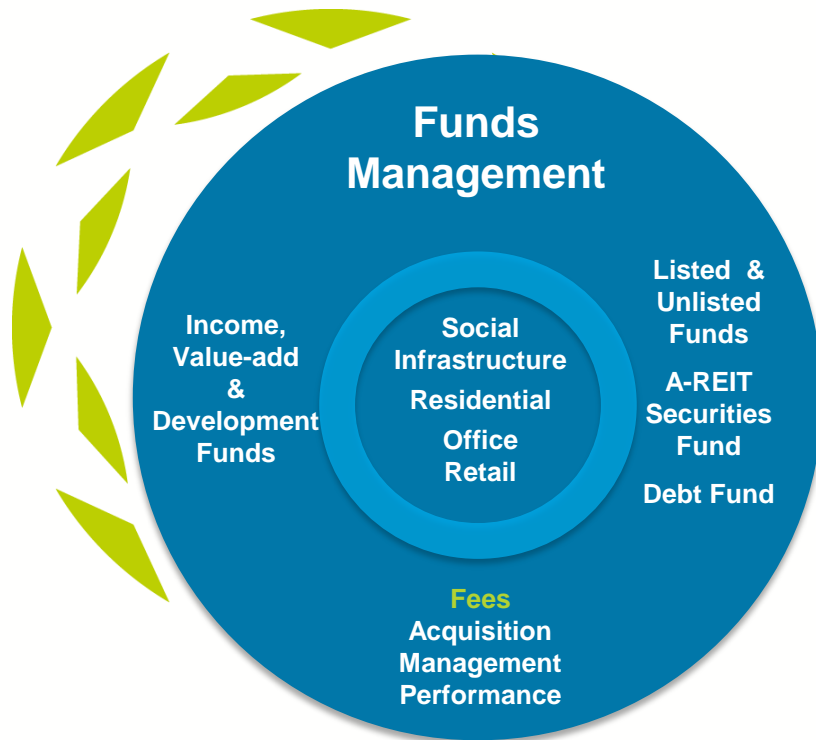 Funds
Management
Income,
Value-add
&
Development
Funds
Social
Infrastructure
Residential
Office
Retail
Listed &
Unlisted
Funds
A-REIT
Securities
Fund
Debt Fund
Fees
Acquisition
Management
Performance